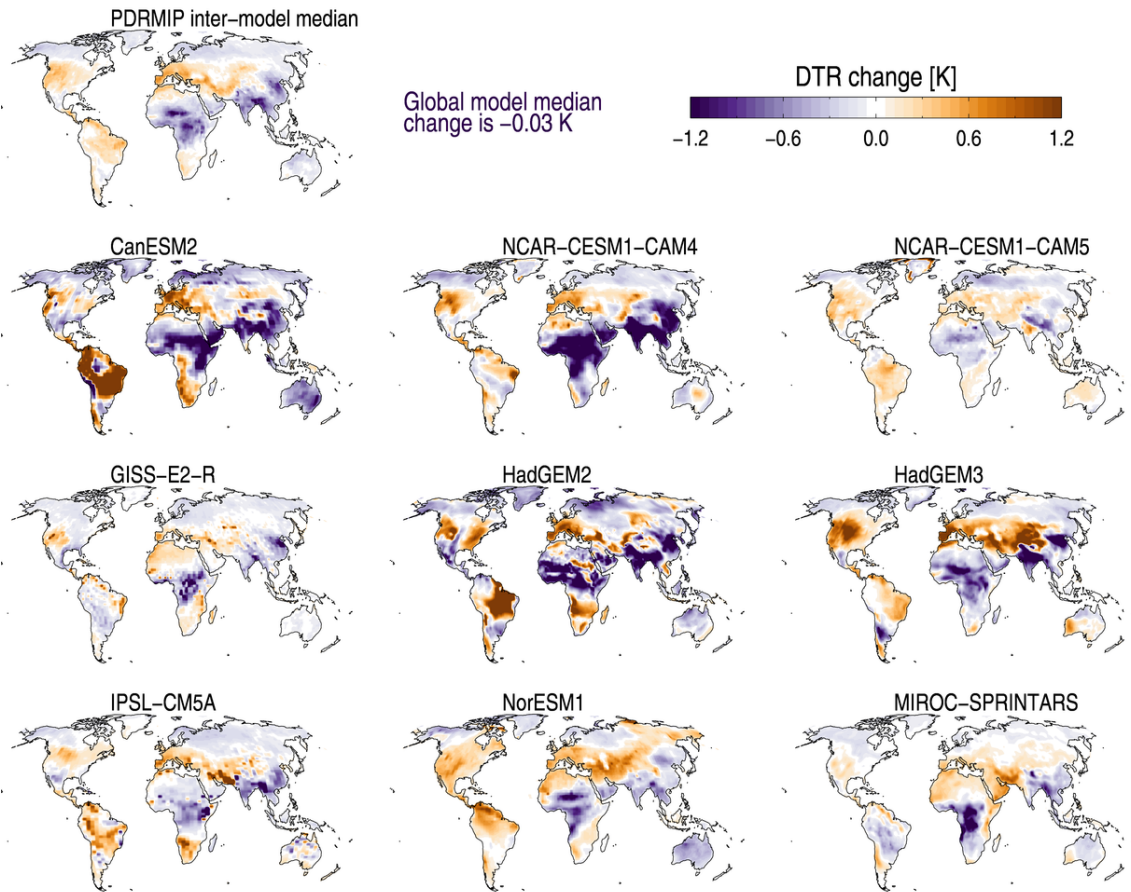 PDRMIP inter-model median
Global model median
change is −0.03 K
DTR change [K]
−1.2 −0.6 0.0 0.6 1.2
CanESM2
NCAR−CESM1−CAM4
NCAR−CESM1−CAM5
GISS−E2−R
HadGEM2
HadGEM3
IPSL−CM5A
NorESM1
MIROC−SPRINTARS